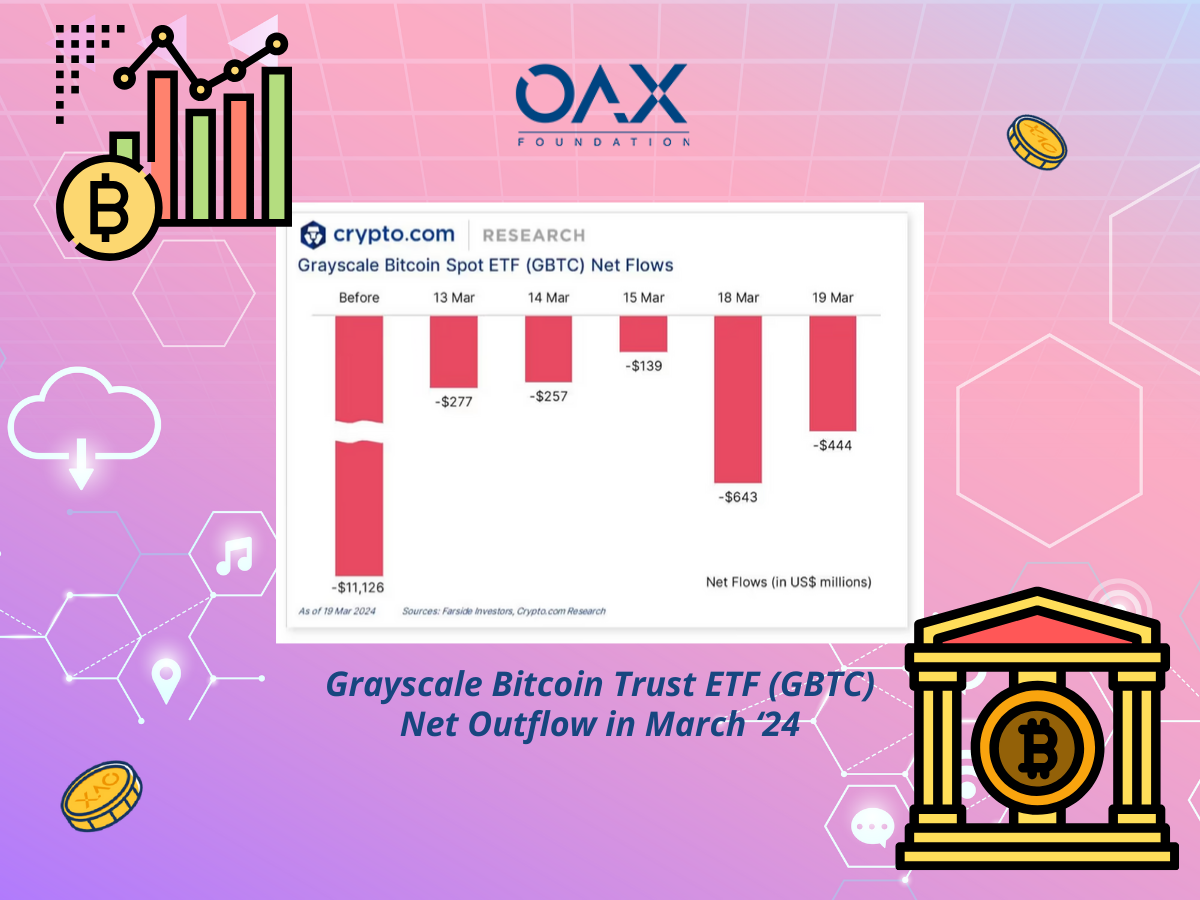 OAX
FOUNDATION
crypto.com | RESEARCH
Grayscale Bitcoin Spot ETF (GBTC) Net Flows
Before 13 Mar 14 Mar 15 Mar 18 Mar 19 Mar
-$139
-$257
-$277
-$444
-$643
Net Flows (in US$ millions)
-$11,126
As of 19 Mar 2024 Sources: Farside Investors, Crypto.com Research
Grayscale Bitcoin Trust ETF (GBTC)
Net Outflow in March ‘24